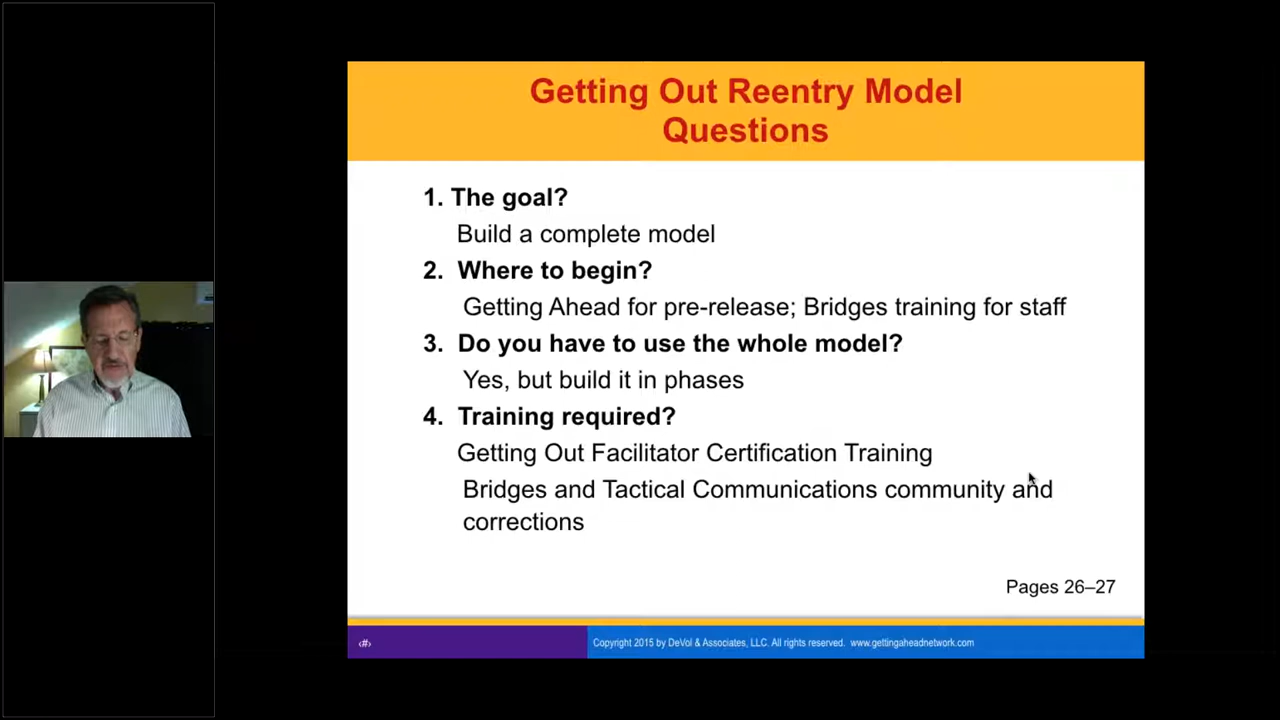 Getting Out Reentry Model
Questions
1. The goal?
Build a complete model
2. Where to begin?
Getting Ahead for pre-release; Bridges training for staff
3. Do you have to use the whole model?
Yes, but build it in phases
4. Training required?
Getting Out Facilitator Certification Training
Bridges and Tactical Communications community and
corrections
Pages 26–27
‹#›
Copyright 2015 by DeVol & Associates, LLC. All rights reserved. www.gettingaheadnetwork.com